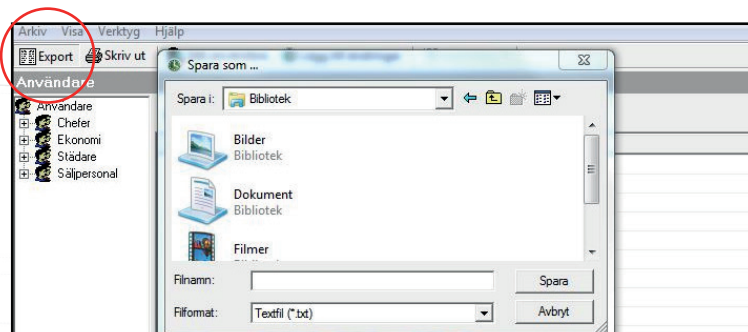 Arkiv Visa Verktyg Hjälp
Export Skriv ut
Spara som ...
Användare
Användare
Chefer
Ekonomi
Städare
Säljpersonal
Spara i: Bibliotek
Bilder
Bibliotek
Dokument
Bibliotek
Filmer
Filnamn:
Spara
Filformat: Textfil (*.txt)
Avbryt